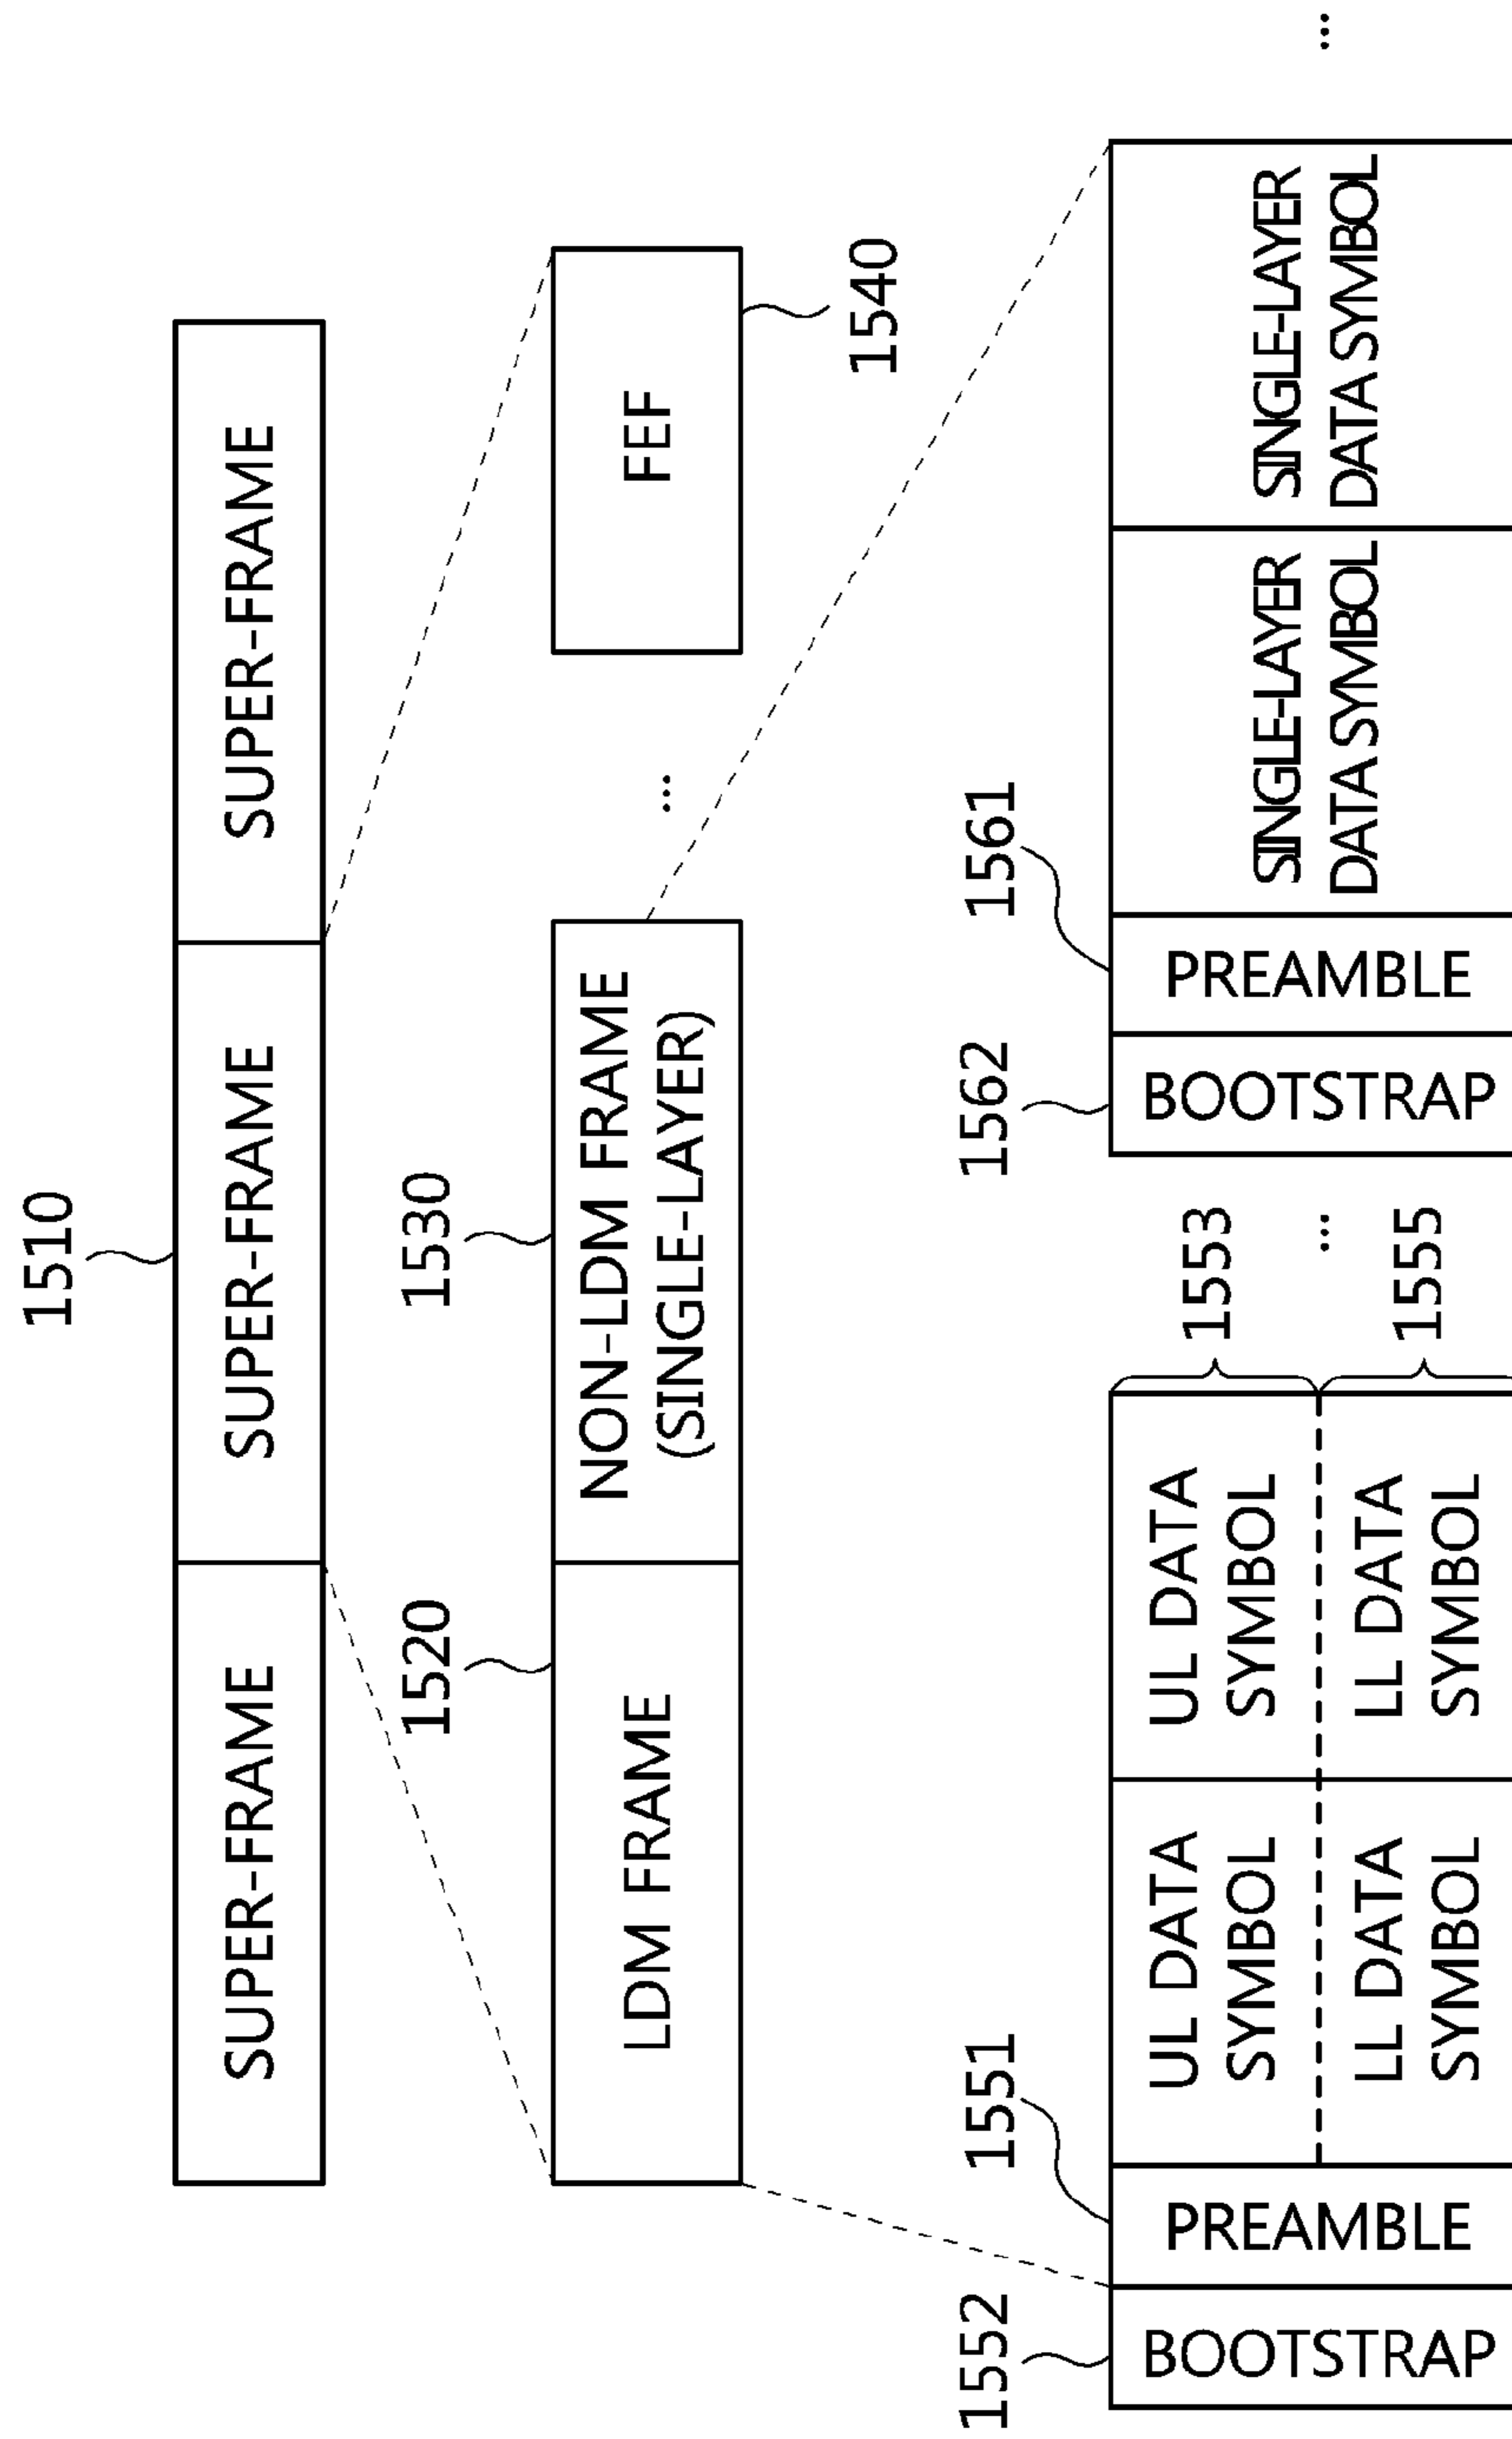 1510
SUPER-FRAME
SUPER-FRAME
SUPER-FRAME
1520
1530
LDM FRAME
NON-LDM FRAME
(SINGLE-LAYER)
...
FEF
1540
1552
1551
1562
1561
BOOTSTRAP
PREAMBLE
UL DATA
SYMBOL
UL DATA
SYMBOL
LL DATA
SYMBOL
LL DATA
SYMBOL
1553
...
1555
BOOTSTRAP
PREAMBLE
SINGLE-LAYER
DATA SYMBOL
SINGLE-LAYER
DATA SYMBOL
...